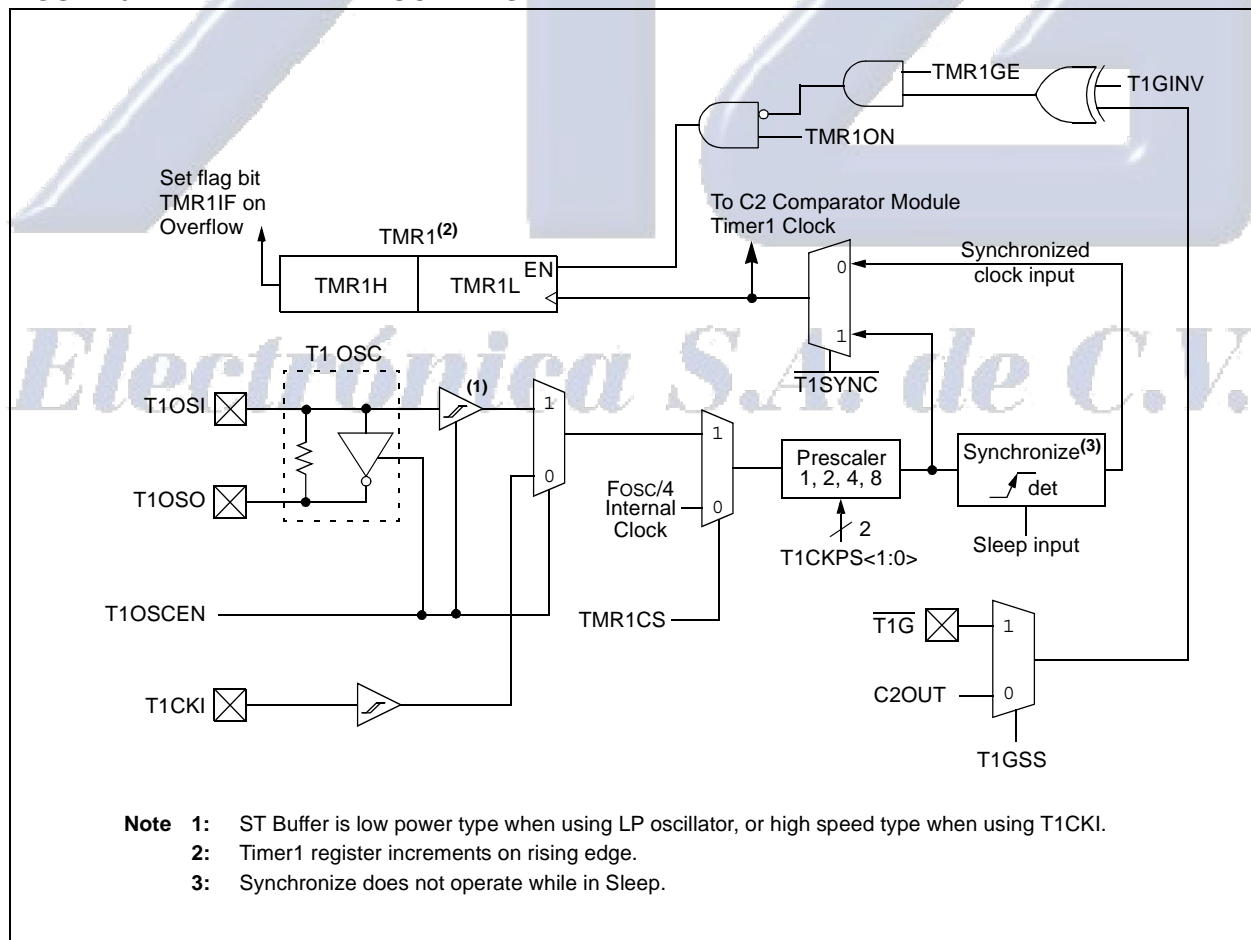 TMR1GE
T1GINV
TMR1ON
Set flag bit
TMR1IF on
Overflow
To C2 Comparator Module
Timer1 Clock
TMR1(2)
EN
TMR1H
TMR1L
0
Synchronized
clock input
1
T1SYNC
Electrónica S.A. de C.V.
T1 OSC
(1)
T1OSI
1
T1OSO
0
1
FOSC/4
Internal
Clock
0
Prescaler
1, 2, 4, 8
Synchronize(3)
det
2
T1CKPS<1:0>
Sleep input
T1OSCEN
TMR1CS
T1G
1
T1CKI
C2OUT
0
T1GSS
Note 1: ST Buffer is low power type when using LP oscillator, or high speed type when using T1CKI.
2: Timer1 register increments on rising edge.
3: Synchronize does not operate while in Sleep.